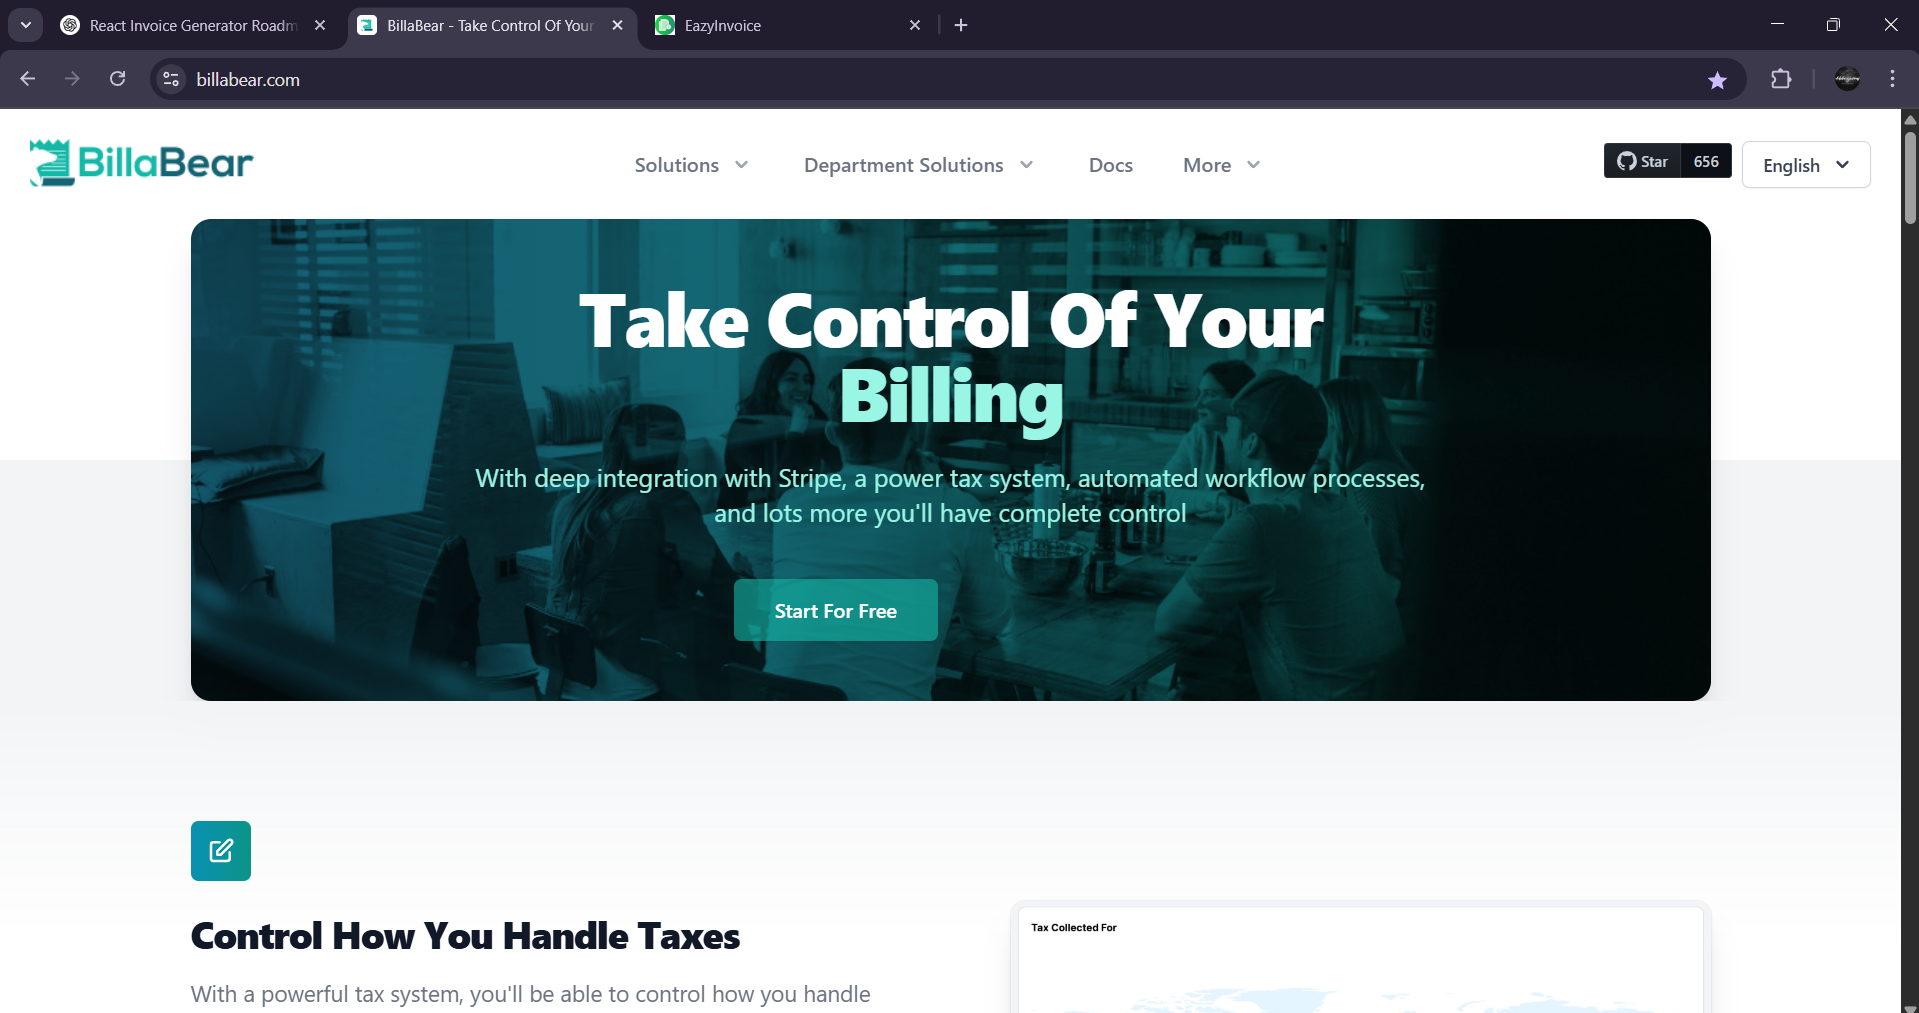 React Invoice Generator Roadm
BillaBear - Take Control Of Your
EazyInvoice
billabear.com
BillaBear
Solutions
Department Solutions
Docs
More
Star
656
English
Take Control Of Your
Billing
With deep integration with Stripe, a power tax system, automated workflow processes,
and lots more you'll have complete control
Start For Free
Control How You Handle Taxes
With a powerful tax system, you'll be able to control how you handle
Tax Collected For